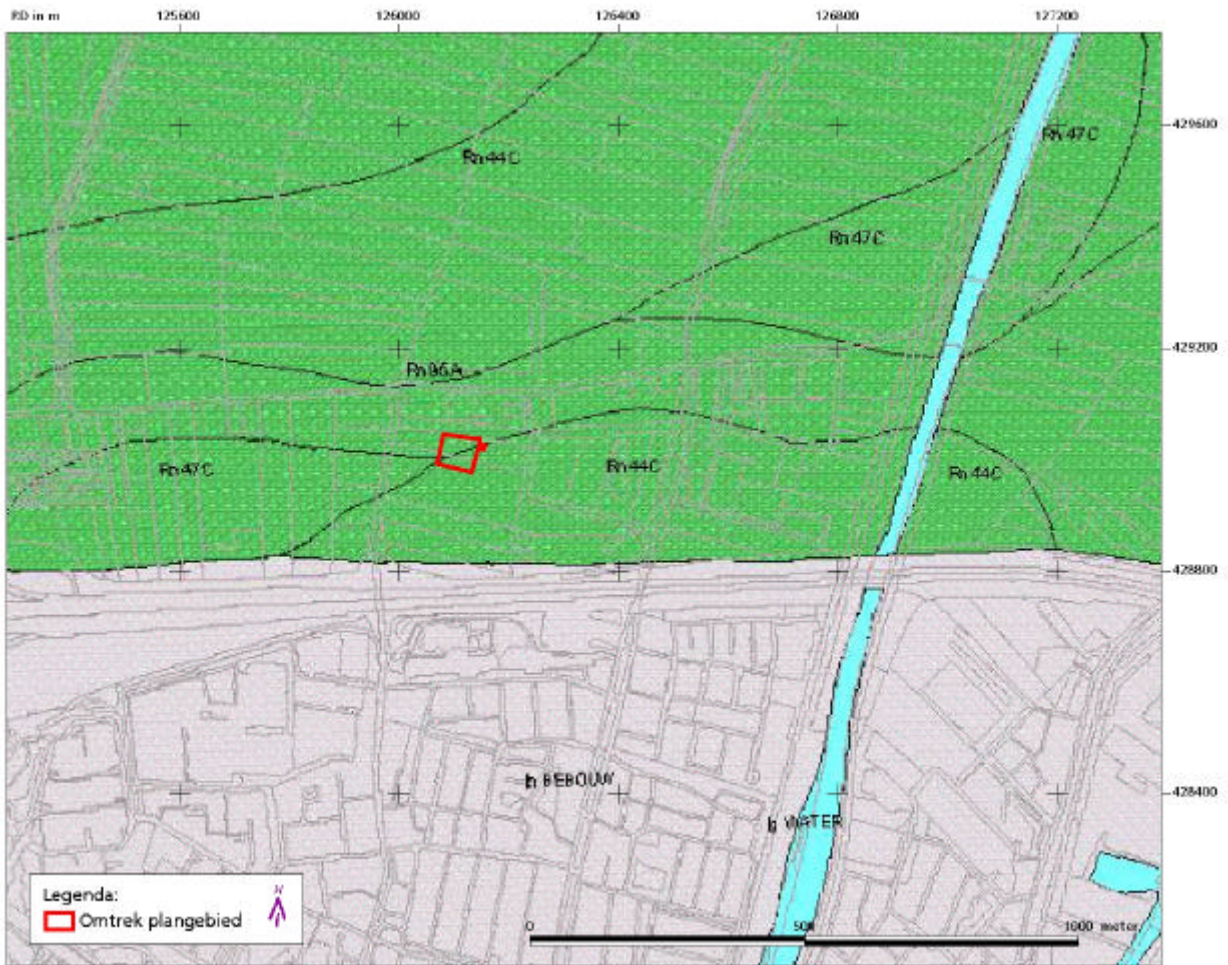 RD in m 125600 126000 126400 126800 127200
429600
Rn47C
Rn44C
Rn47C
429200
Rn95A
Rn47C
Rn44C
Rn44C
428800
|h BEBOUW
428400
|g WATER
Legenda:
N
Omtrek plangebied
0 500 1000 meter